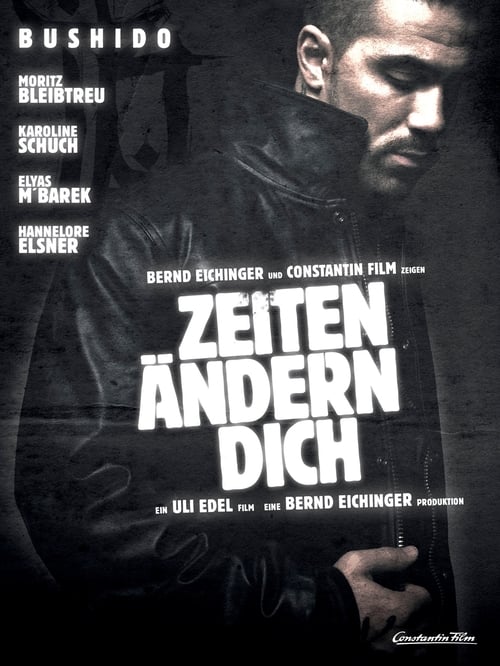 BUSHIDO
MORITZ
BLEIBTREU
KAROLINE
SCHUCH
ELYAS
M'BAREK
HANNELORE
ELSNER
BERND EICHINGER UND CONSTANTIN FILM ZEIGEN
ZEITEN
ÄNDERN
DICH
EIN ULI EDEL FILM EINE BERND EICHINGER PRODUKTION
Constantin Film